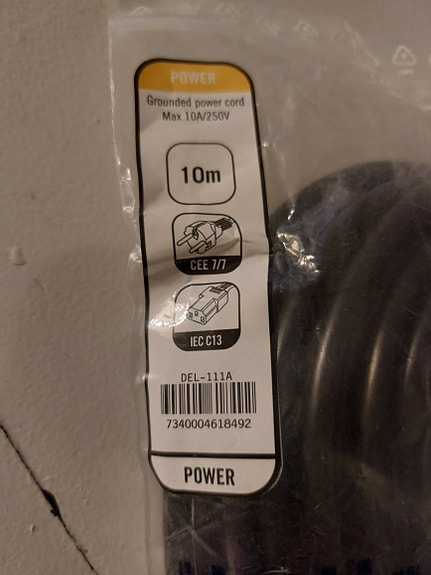 POWER
Grounded power cord
Max 10A/250V
10m
CEE 7/7
IEC C13
DEL-111A
7340004618492
POWER